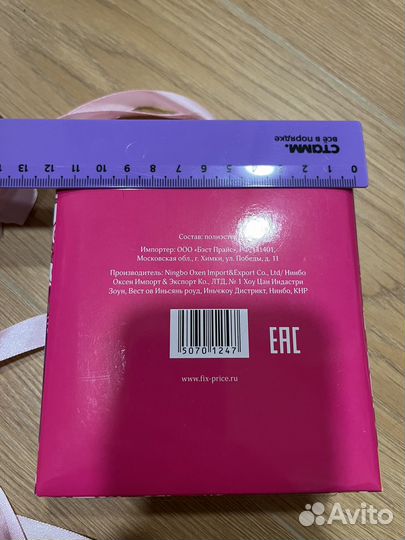 СТАММ.
всё в порядке
13 12 11 10 9 8 7 6 5 4 3 2 1 0
Состав: полиэстер
Импортер: ООО «Бэст Прайс»,
Московская обл., г. Химки, ул. Победы, д. 11
Производитель: Ningbo Oxen Import&Export Co., Ltd/ Нинбо
Оксен Импорт & Экспорт Ко., ЛТД, № 1 Хоу Цан Индастри
Зоун, Вест ов Иньсянь роуд, Иньчжоу Дистрикт, Нинбо, КНР
5070 1247
EAC
www.fix-price.ru
Avito